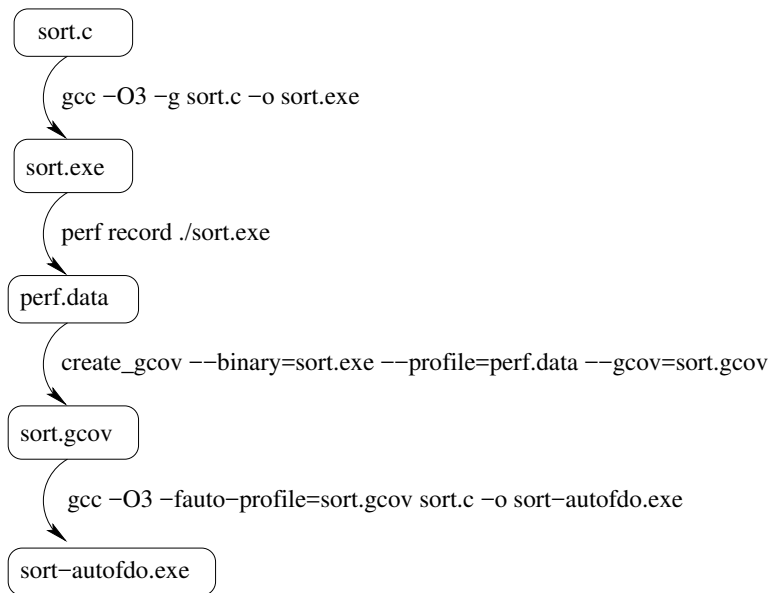 sort.c
gcc −O3 −g sort.c −o sort.exe
sort.exe
perf record ./sort.exe
perf.data
create_gcov −−binary=sort.exe −−profile=perf.data −−gcov=sort.gcov
sort.gcov
gcc −O3 −fauto−profile=sort.gcov sort.c −o sort−autofdo.exe
sort−autofdo.exe